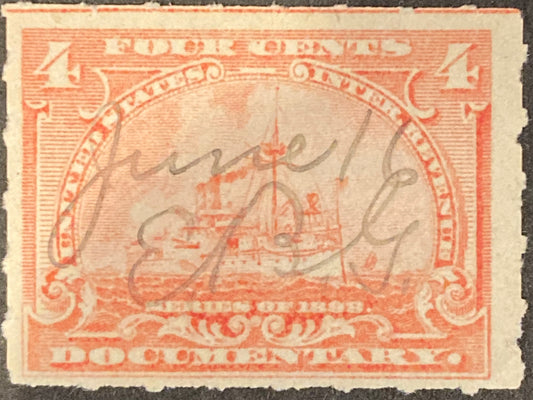 FOUR CENTS
4 4
UNITED STATES INTER. REVENUE
June 16
E.B.G.
SERIES OF 1898.
DOCUMENTARY.